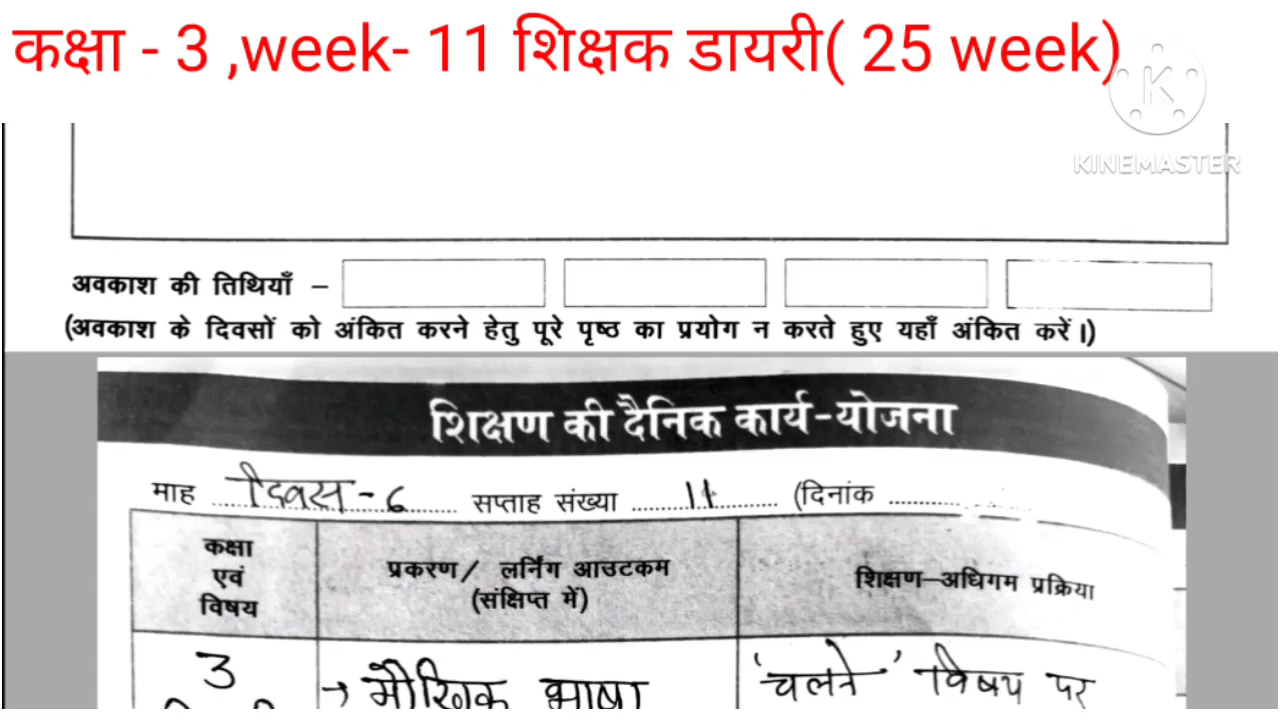 कक्षा - 3 ,week- 11 शिक्षक डायरी( 25 week)
K
KINEMASTER
अवकाश की तिथियाँ –
(अवकाश के दिवसों को अंकित करने हेतु पूरे पृष्ठ का प्रयोग न करते हुए यहाँ अंकित करें।)
शिक्षण की दैनिक कार्य-योजना
माह दिवस-6 सप्ताह संख्या 11 (दिनांक
कक्षा एवं विषय
प्रकरण/ लर्निंग आउटकम
(संक्षिप्त में)
शिक्षण–अधिगम प्रक्रिया
3
→ मौखिक भाषा
'चलने' विषय पर